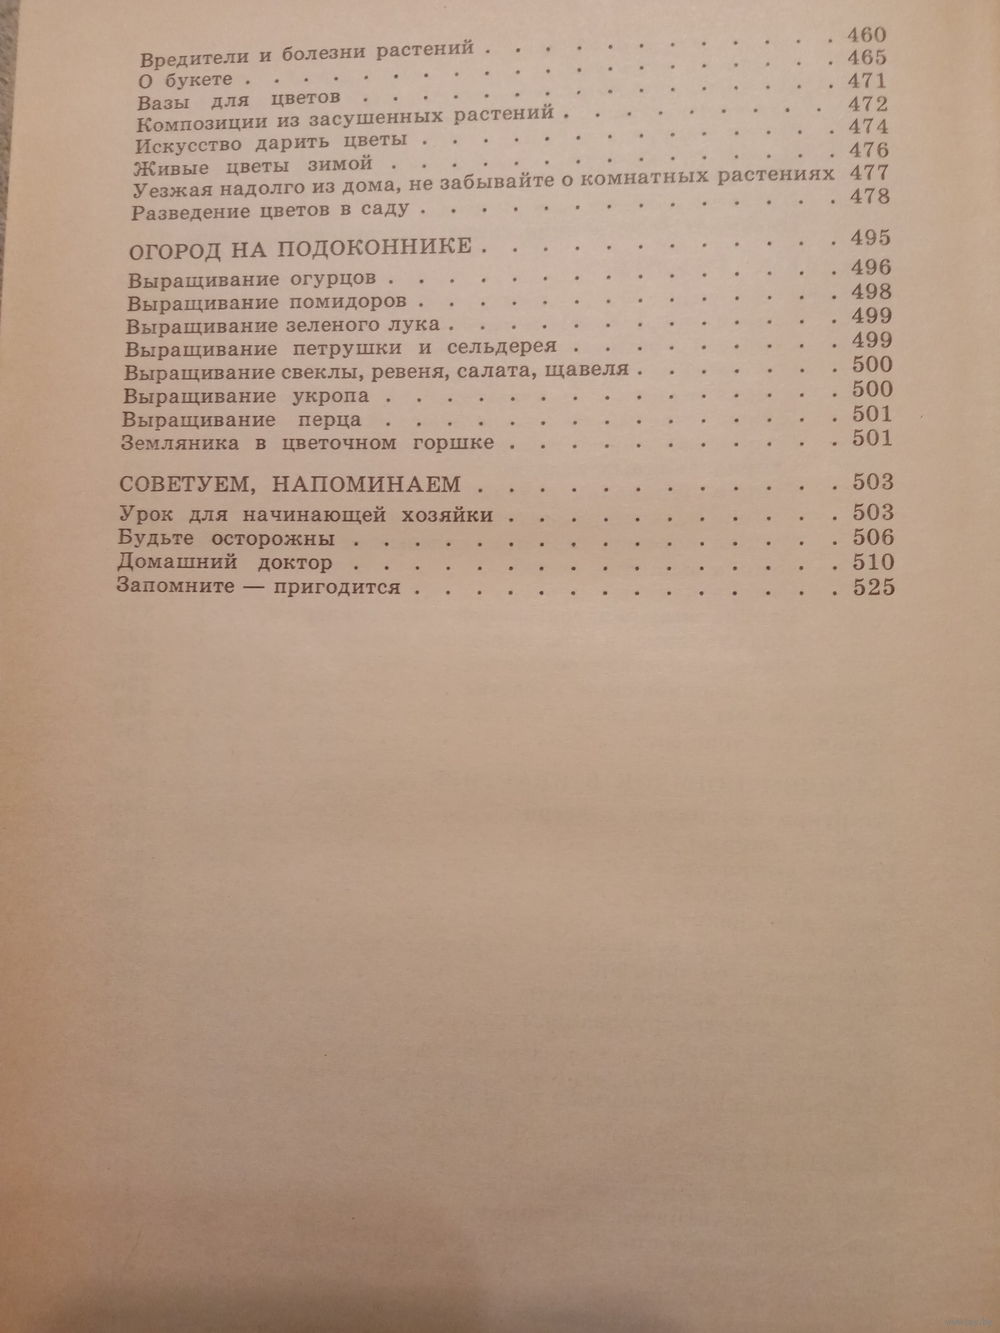 Вредители и болезни растений . . . . . . . . . . . . 460
О букете . . . . . . . . . . . . . . . . . . . . 465
Вазы для цветов . . . . . . . . . . . . . . . . 471
Композиции из засушенных растений . . . . . . . . . 472
Искусство дарить цветы . . . . . . . . . . . . . . 474
Живые цветы зимой . . . . . . . . . . . . . . . 476
Уезжая надолго из дома, не забывайте о комнатных растениях 477
Разведение цветов в саду . . . . . . . . . . . . . . 478
ОГОРОД НА ПОДОКОННИКЕ . . . . . . . . . . . . 495
Выращивание огурцов . . . . . . . . . . . . . . . 496
Выращивание помидоров . . . . . . . . . . . . . . 498
Выращивание зеленого лука . . . . . . . . . . . . . 499
Выращивание петрушки и сельдерея . . . . . . . . . 499
Выращивание свеклы, ревеня, салата, щавеля . . . . . . . 500
Выращивание укропа . . . . . . . . . . . . . . . 500
Выращивание перца . . . . . . . . . . . . . . . 501
Земляника в цветочном горшке . . . . . . . . . . . 501
СОВЕТУЕМ, НАПОМИНАЕМ . . . . . . . . . . . . 503
Урок для начинающей хозяйки . . . . . . . . . . . 503
Будьте осторожны . . . . . . . . . . . . . . . . 506
Домашний доктор . . . . . . . . . . . . . . . . 510
Запомните — пригодится . . . . . . . . . . . . . . 525